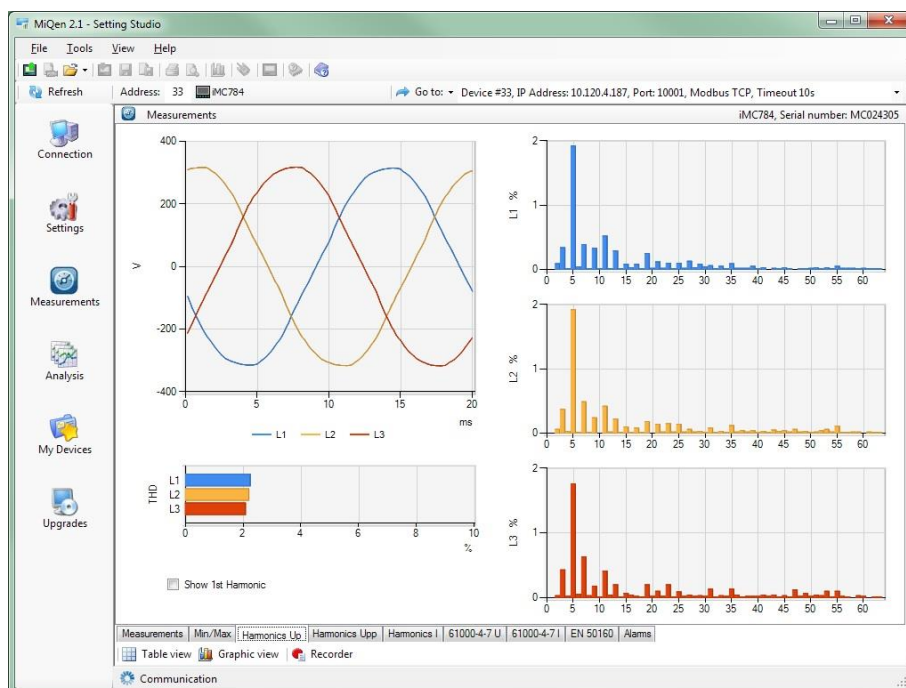 MiQen 2.1 - Setting Studio
File Tools View Help
Refresh Address: 33 iMC784 Go to: Device #33, IP Address: 10.120.4.187, Port: 10001, Modbus TCP, Timeout 10s
Measurements iMC784, Serial number: MC024305
Connection
Settings
Measurements
Analysis
My Devices
Upgrades
400
200
0
-200
-400
V
0 5 10 15 20
ms
L1 L2 L3
THD
L1
L2
L3
0 2 4 6 8 10
%
Show 1st Harmonic
2
1
0
L1 %
0 5 10 15 20 25 30 35 40 45 50 55 60
2
1
0
L2 %
0 5 10 15 20 25 30 35 40 45 50 55 60
2
1
0
L3 %
0 5 10 15 20 25 30 35 40 45 50 55 60
Measurements Min/Max Harmonics Up Harmonics Upp Harmonics I 61000-4-7 U 61000-4-7 I EN 50160 Alarms
Table view Graphic view Recorder
Communication